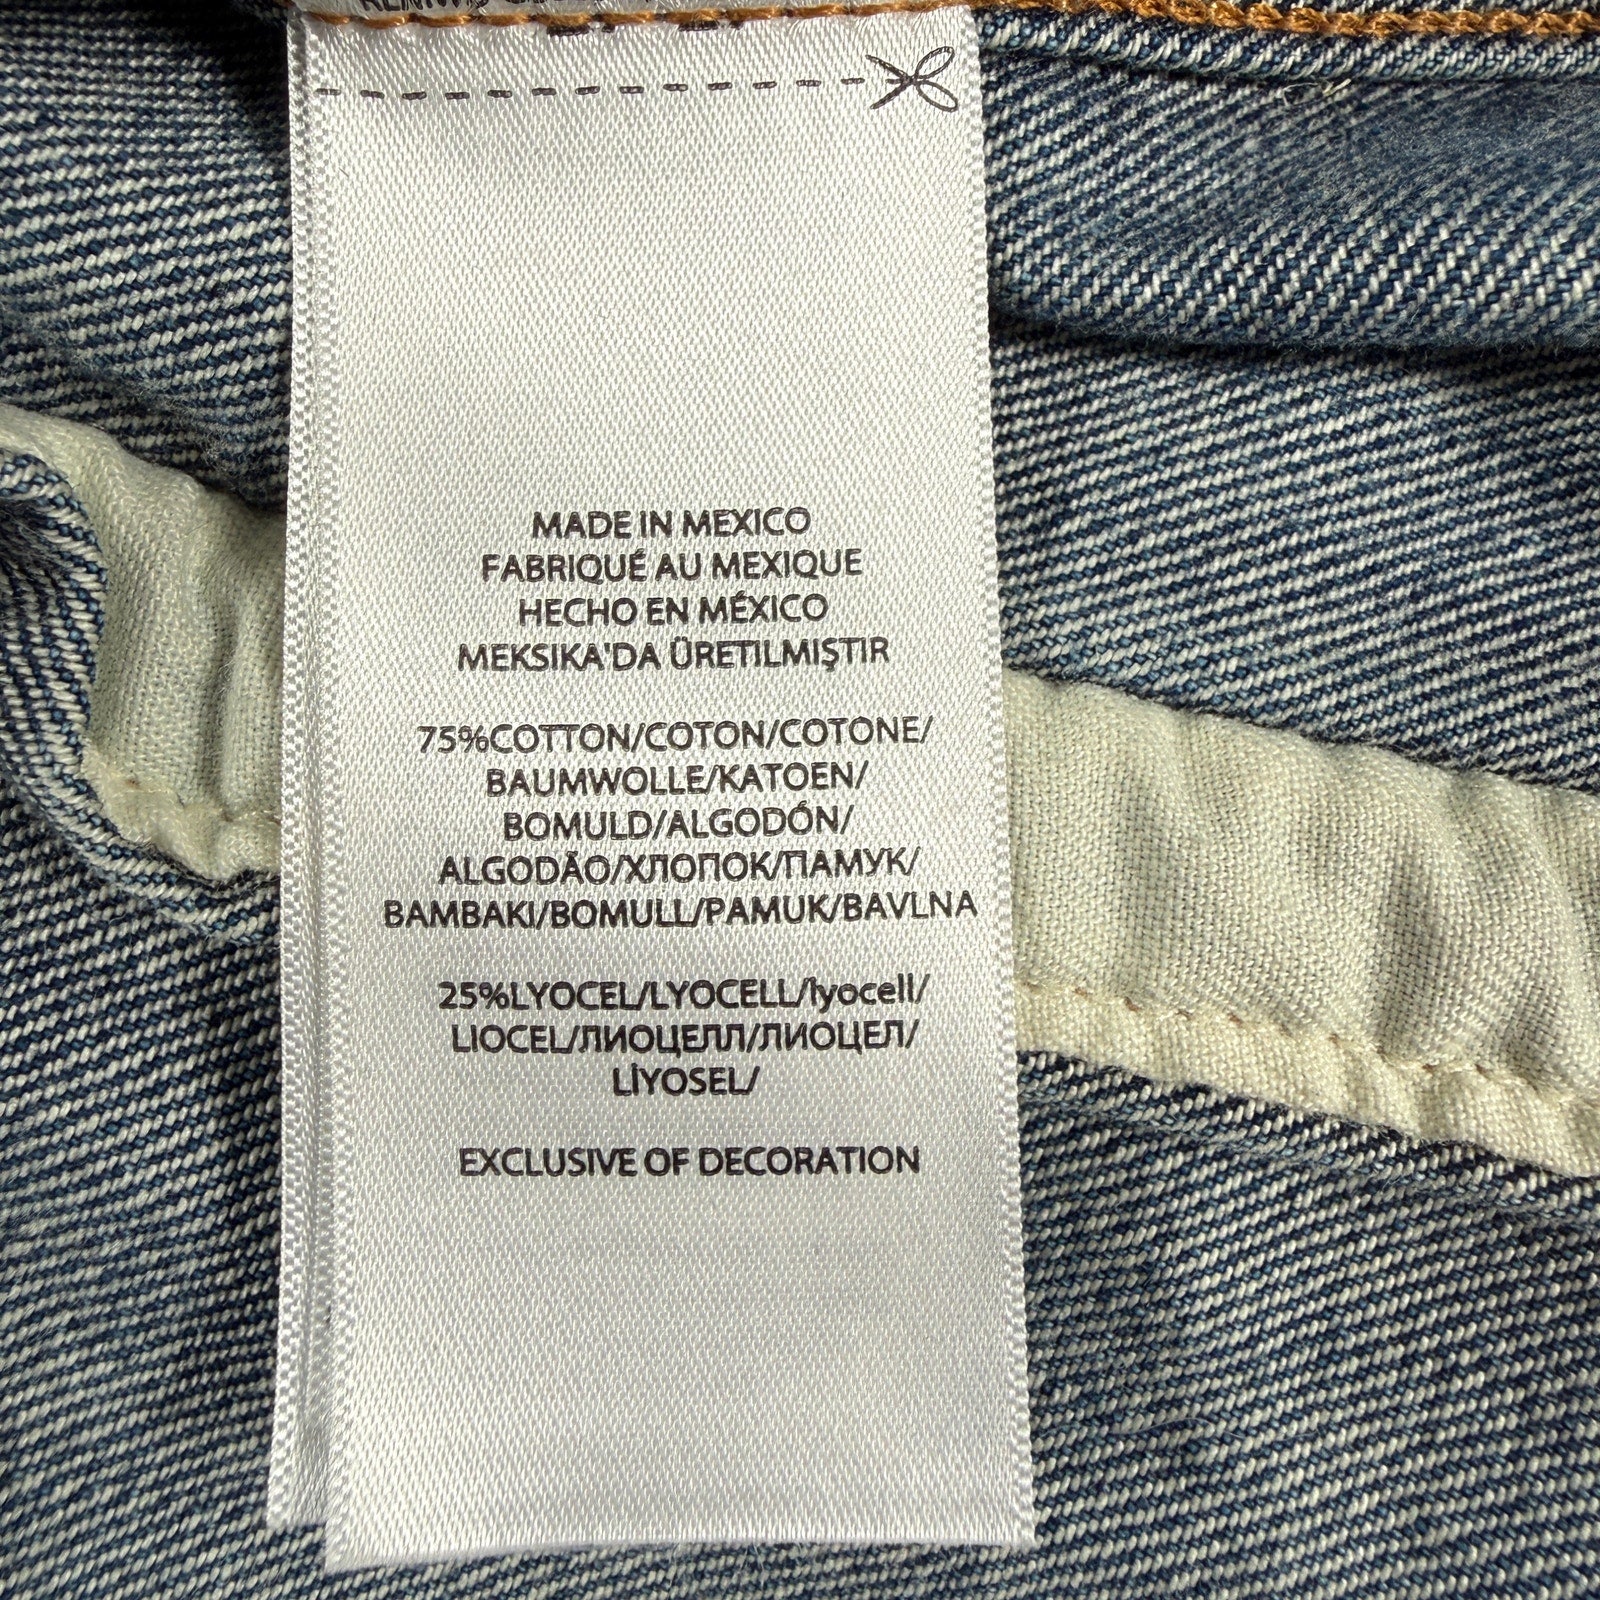 MADE IN MEXICO
FABRIQUÉ AU MEXIQUE
HECHO EN MÉXICO
MEKSIKA'DA ÜRETILMIŞTIR
75%COTTON/COTON/COTONE/
BAUMWOLLE/KATOEN/
BOMULD/ALGODÓN/
ALGODÃO/ХЛОПОК/ПАМУК/
BAMBAKI/BOMULL/PAMUK/BAVLNA
25%LYOCEL/LYOCELL/lyocell/
LIOCEL/ЛИОЦЕЛЛ/ЛИОЦЕЛ/
LİYOSEL/
EXCLUSIVE OF DECORATION